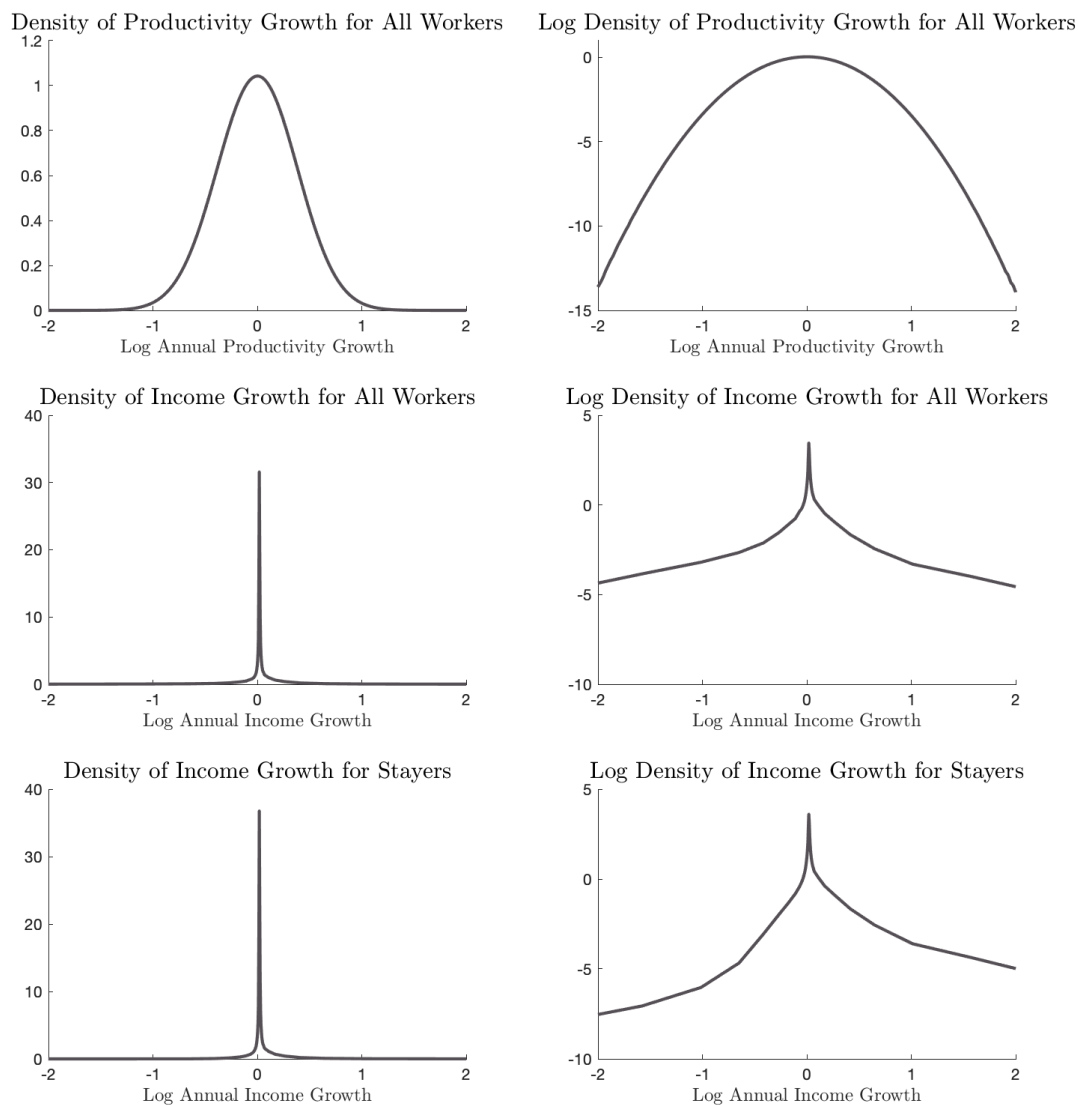 Density of Productivity Growth for All Workers
1.2
1
0.8
0.6
0.4
0.2
0
-2 -1 0 1 2
Log Annual Productivity Growth
Log Density of Productivity Growth for All Workers
0
-5
-10
-15
-2 -1 0 1 2
Log Annual Productivity Growth
Density of Income Growth for All Workers
40
30
20
10
0
-2 -1 0 1 2
Log Annual Income Growth
Log Density of Income Growth for All Workers
5
0
-5
-10
-2 -1 0 1 2
Log Annual Income Growth
Density of Income Growth for Stayers
40
30
20
10
0
-2 -1 0 1 2
Log Annual Income Growth
Log Density of Income Growth for Stayers
5
0
-5
-10
-2 -1 0 1 2
Log Annual Income Growth